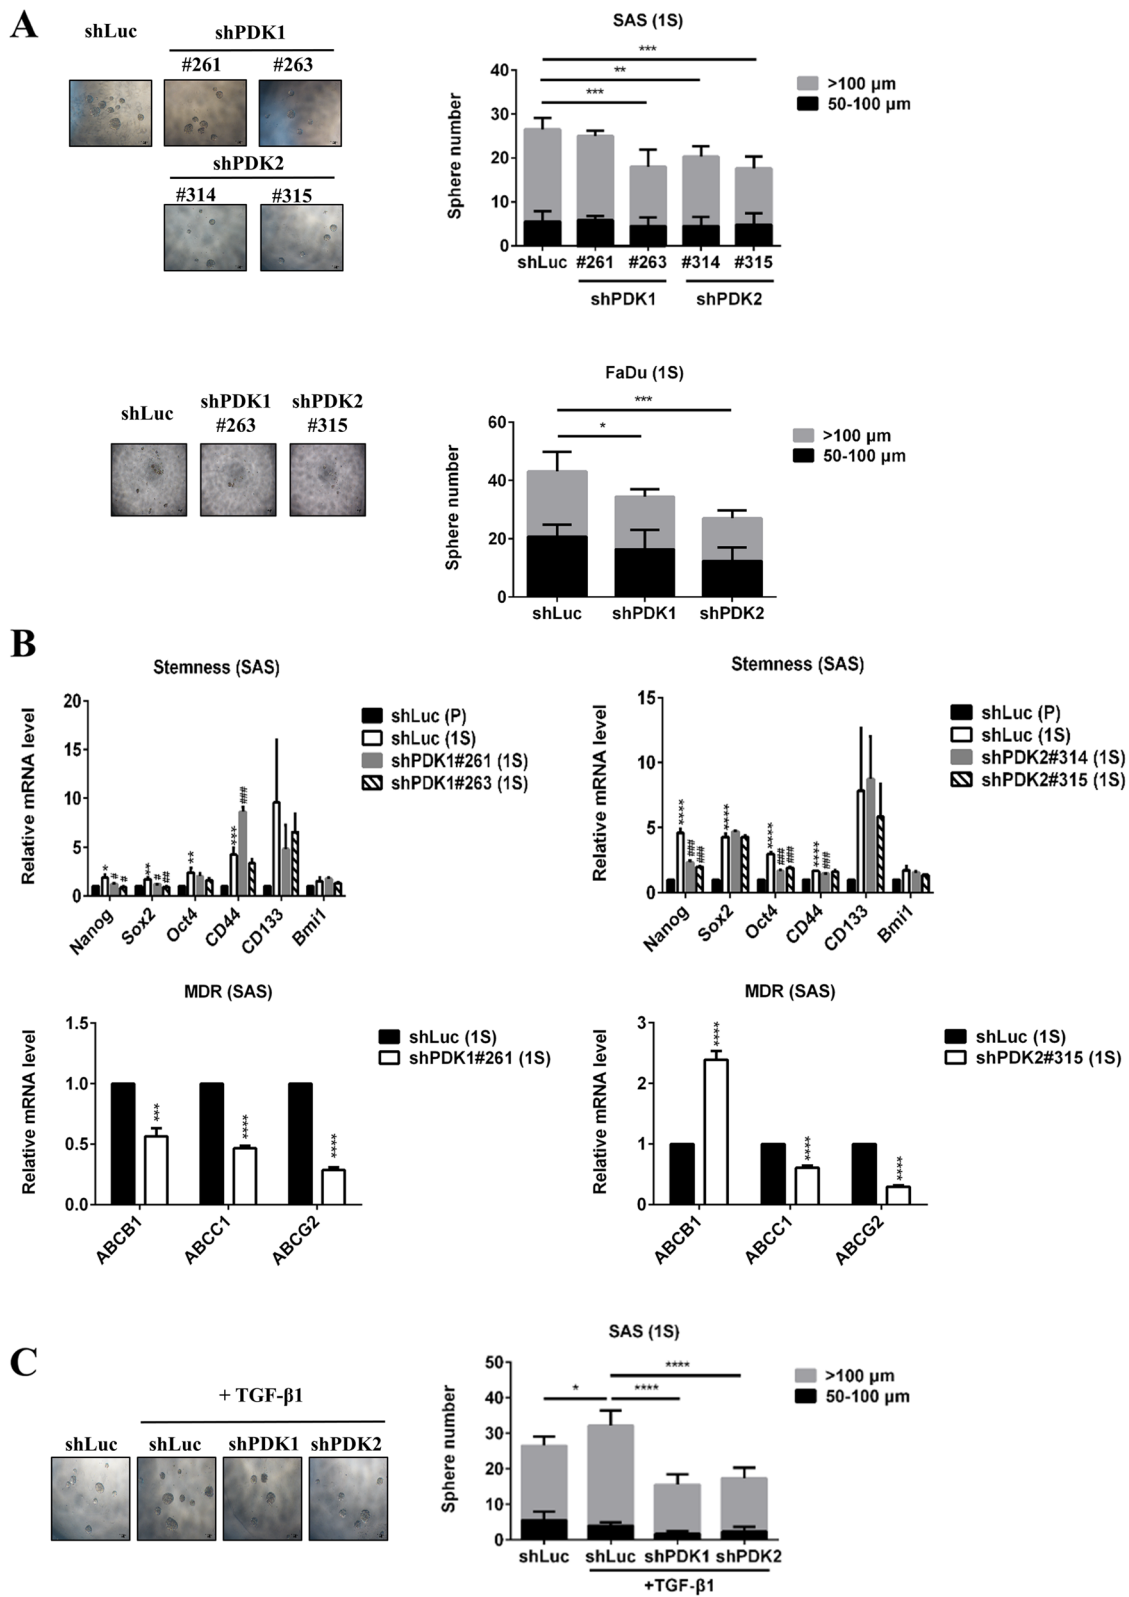 A
shLuc
shPDK1
#261
#263
shPDK2
#314
#315
SAS (1S)
***
**
***
Sphere number
40
30
20
10
0
shLuc
#261
#263
#314
#315
shPDK1
shPDK2
>100 µm
50-100 µm
shLuc
shPDK1
#263
shPDK2
#315
FaDu (1S)
***
*
Sphere number
60
40
20
0
shLuc
shPDK1
shPDK2
>100 µm
50-100 µm
B
Stemness (SAS)
Relative mRNA level
20
15
10
5
0
*
#
#
**
#
##
**
***
###
Nanog
Sox2
Oct4
CD44
CD133
Bmi1
shLuc (P)
shLuc (1S)
shPDK1#261 (1S)
shPDK1#263 (1S)
Stemness (SAS)
Relative mRNA level
15
10
5
0
****
###
###
****
****
###
###
****
###
Nanog
Sox2
Oct4
CD44
CD133
Bmi1
shLuc (P)
shLuc (1S)
shPDK2#314 (1S)
shPDK2#315 (1S)
MDR (SAS)
Relative mRNA level
1.5
1.0
0.5
0.0
***
****
****
ABCB1
ABCC1
ABCG2
shLuc (1S)
shPDK1#261 (1S)
MDR (SAS)
Relative mRNA level
3
2
1
0
****
****
****
ABCB1
ABCC1
ABCG2
shLuc (1S)
shPDK2#315 (1S)
C
+ TGF-β1
shLuc
shLuc
shPDK1
shPDK2
SAS (1S)
****
*
****
Sphere number
50
40
30
20
10
0
shLuc
shLuc
shPDK1
shPDK2
+TGF-β1
>100 µm
50-100 µm